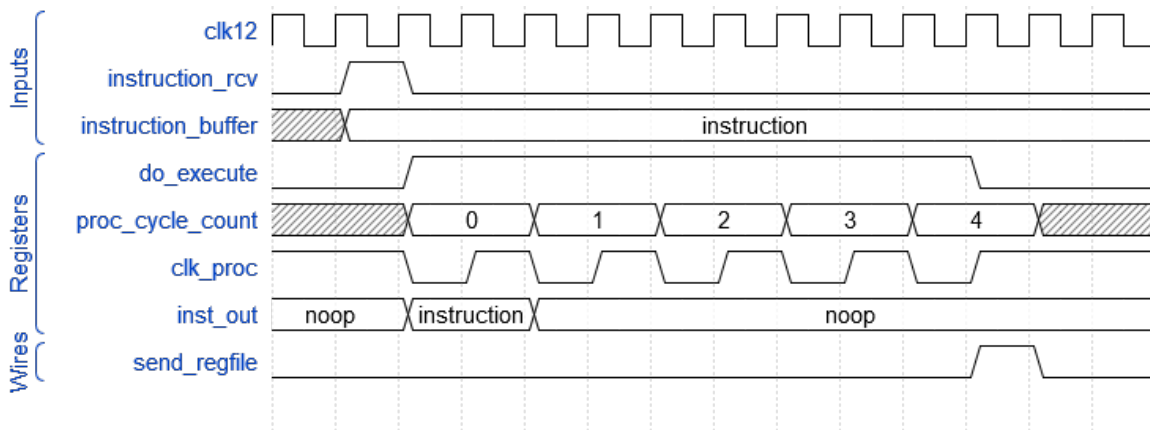 Inputs
clk12
instruction_rcv
instruction_buffer
instruction
Registers
do_execute
proc_cycle_count
0 1 2 3 4
clk_proc
inst_out
noop instruction noop
Wires
send_regfile